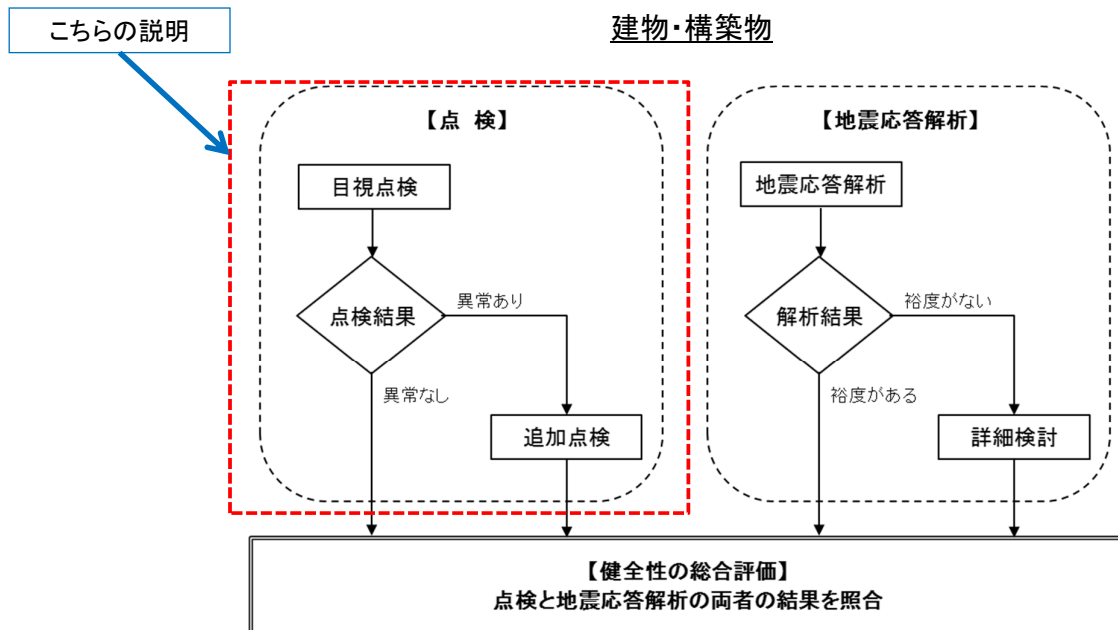 こちらの説明
建物・構築物
【点 検】
【地震応答解析】
目視点検
地震応答解析
点検結果
異常あり
解析結果
裕度がない
異常なし
裕度がある
追加点検
詳細検討
【健全性の総合評価】
点検と地震応答解析の両者の結果を照合